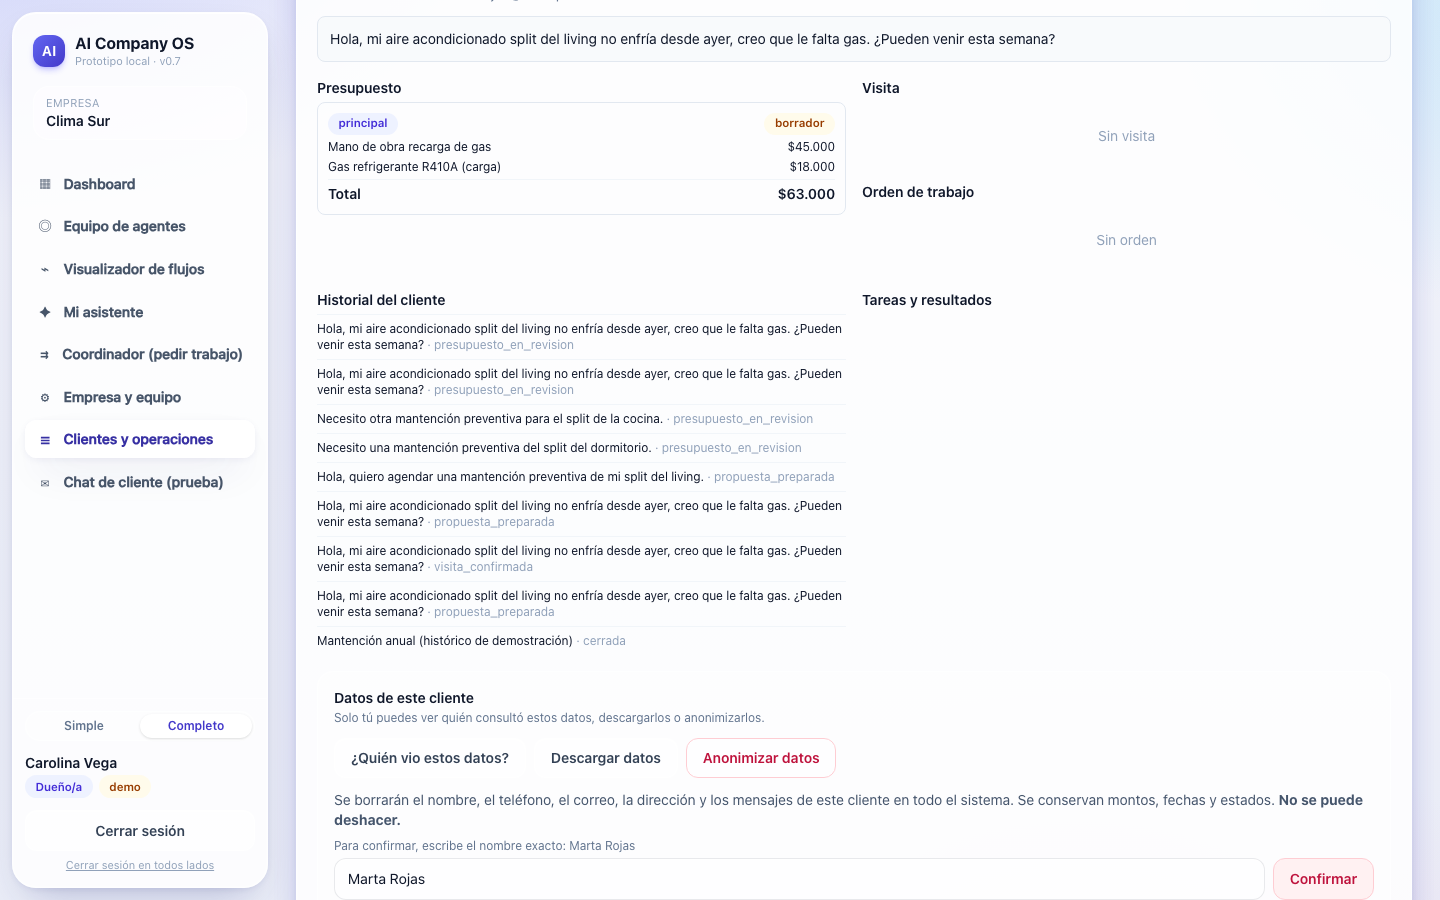 AI
AI Company OS
Prototipo local · v0.7
EMPRESA
Clima Sur
Dashboard
Equipo de agentes
Visualizador de flujos
Mi asistente
Coordinador (pedir trabajo)
Empresa y equipo
Clientes y operaciones
Chat de cliente (prueba)
Simple
Completo
Carolina Vega
Dueño/a
demo
Cerrar sesión
Cerrar sesión en todos lados
Hola, mi aire acondicionado split del living no enfría desde ayer, creo que le falta gas. ¿Pueden venir esta semana?
Presupuesto
principal
borrador
Mano de obra recarga de gas $45.000
Gas refrigerante R410A (carga) $18.000
Total $63.000
Visita
Sin visita
Orden de trabajo
Sin orden
Historial del cliente
Hola, mi aire acondicionado split del living no enfría desde ayer, creo que le falta gas. ¿Pueden
venir esta semana? · presupuesto_en_revision
Hola, mi aire acondicionado split del living no enfría desde ayer, creo que le falta gas. ¿Pueden
venir esta semana? · presupuesto_en_revision
Necesito otra mantención preventiva para el split de la cocina. · presupuesto_en_revision
Necesito una mantención preventiva del split del dormitorio. · presupuesto_en_revision
Hola, quiero agendar una mantención preventiva de mi split del living. · propuesta_preparada
Hola, mi aire acondicionado split del living no enfría desde ayer, creo que le falta gas. ¿Pueden
venir esta semana? · propuesta_preparada
Hola, mi aire acondicionado split del living no enfría desde ayer, creo que le falta gas. ¿Pueden
venir esta semana? · visita_confirmada
Hola, mi aire acondicionado split del living no enfría desde ayer, creo que le falta gas. ¿Pueden
venir esta semana? · propuesta_preparada
Mantención anual (histórico de demostración) · cerrada
Tareas y resultados
Datos de este cliente
Solo tú puedes ver quién consultó estos datos, descargarlos o anonimizarlos.
¿Quién vio estos datos?
Descargar datos
Anonimizar datos
Se borrarán el nombre, el teléfono, el correo, la dirección y los mensajes de este cliente en todo el sistema. Se conservan montos, fechas y estados. No se puede
deshacer.
Para confirmar, escribe el nombre exacto: Marta Rojas
Marta Rojas
Confirmar